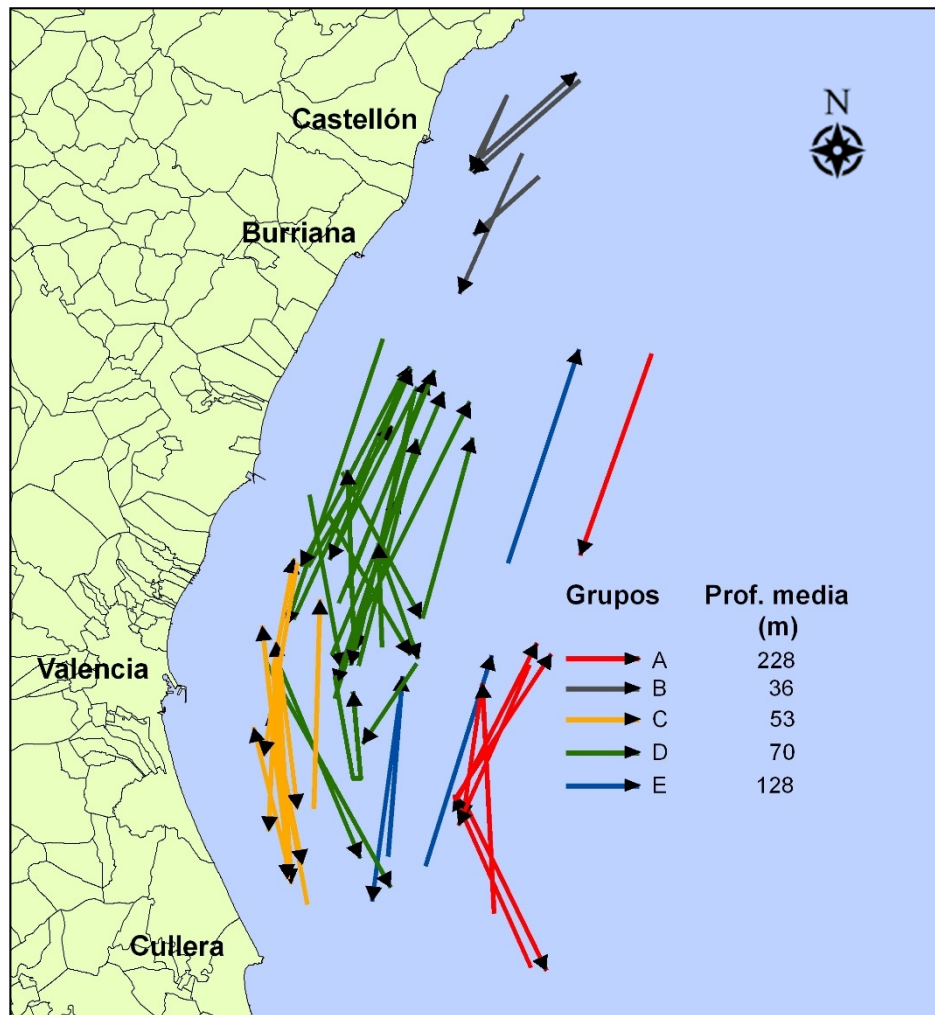 N
Castellón
Burriana
Grupos Prof. media
(m)
A 228
B 36
Valencia
C 53
D 70
E 128
Cullera